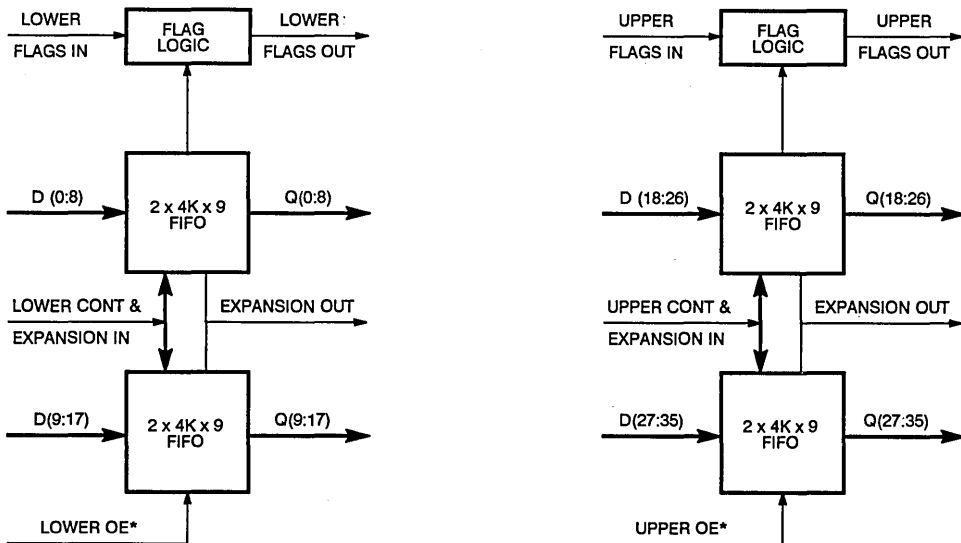 LOWER
FLAGS IN
FLAG
LOGIC
LOWER
FLAGS OUT
D (0:8)
2 x 4K x 9
FIFO
Q(0:8)
LOWER CONT &
EXPANSION IN
EXPANSION OUT
D(9:17)
2 x 4K x 9
FIFO
Q(9:17)
LOWER OE*
UPPER
FLAGS IN
FLAG
LOGIC
UPPER
FLAGS OUT
D (18:26)
2 x 4K x 9
FIFO
Q(18:26)
UPPER CONT &
EXPANSION IN
EXPANSION OUT
D(27:35)
2 x 4K x 9
FIFO
Q(27:35)
UPPER OE*